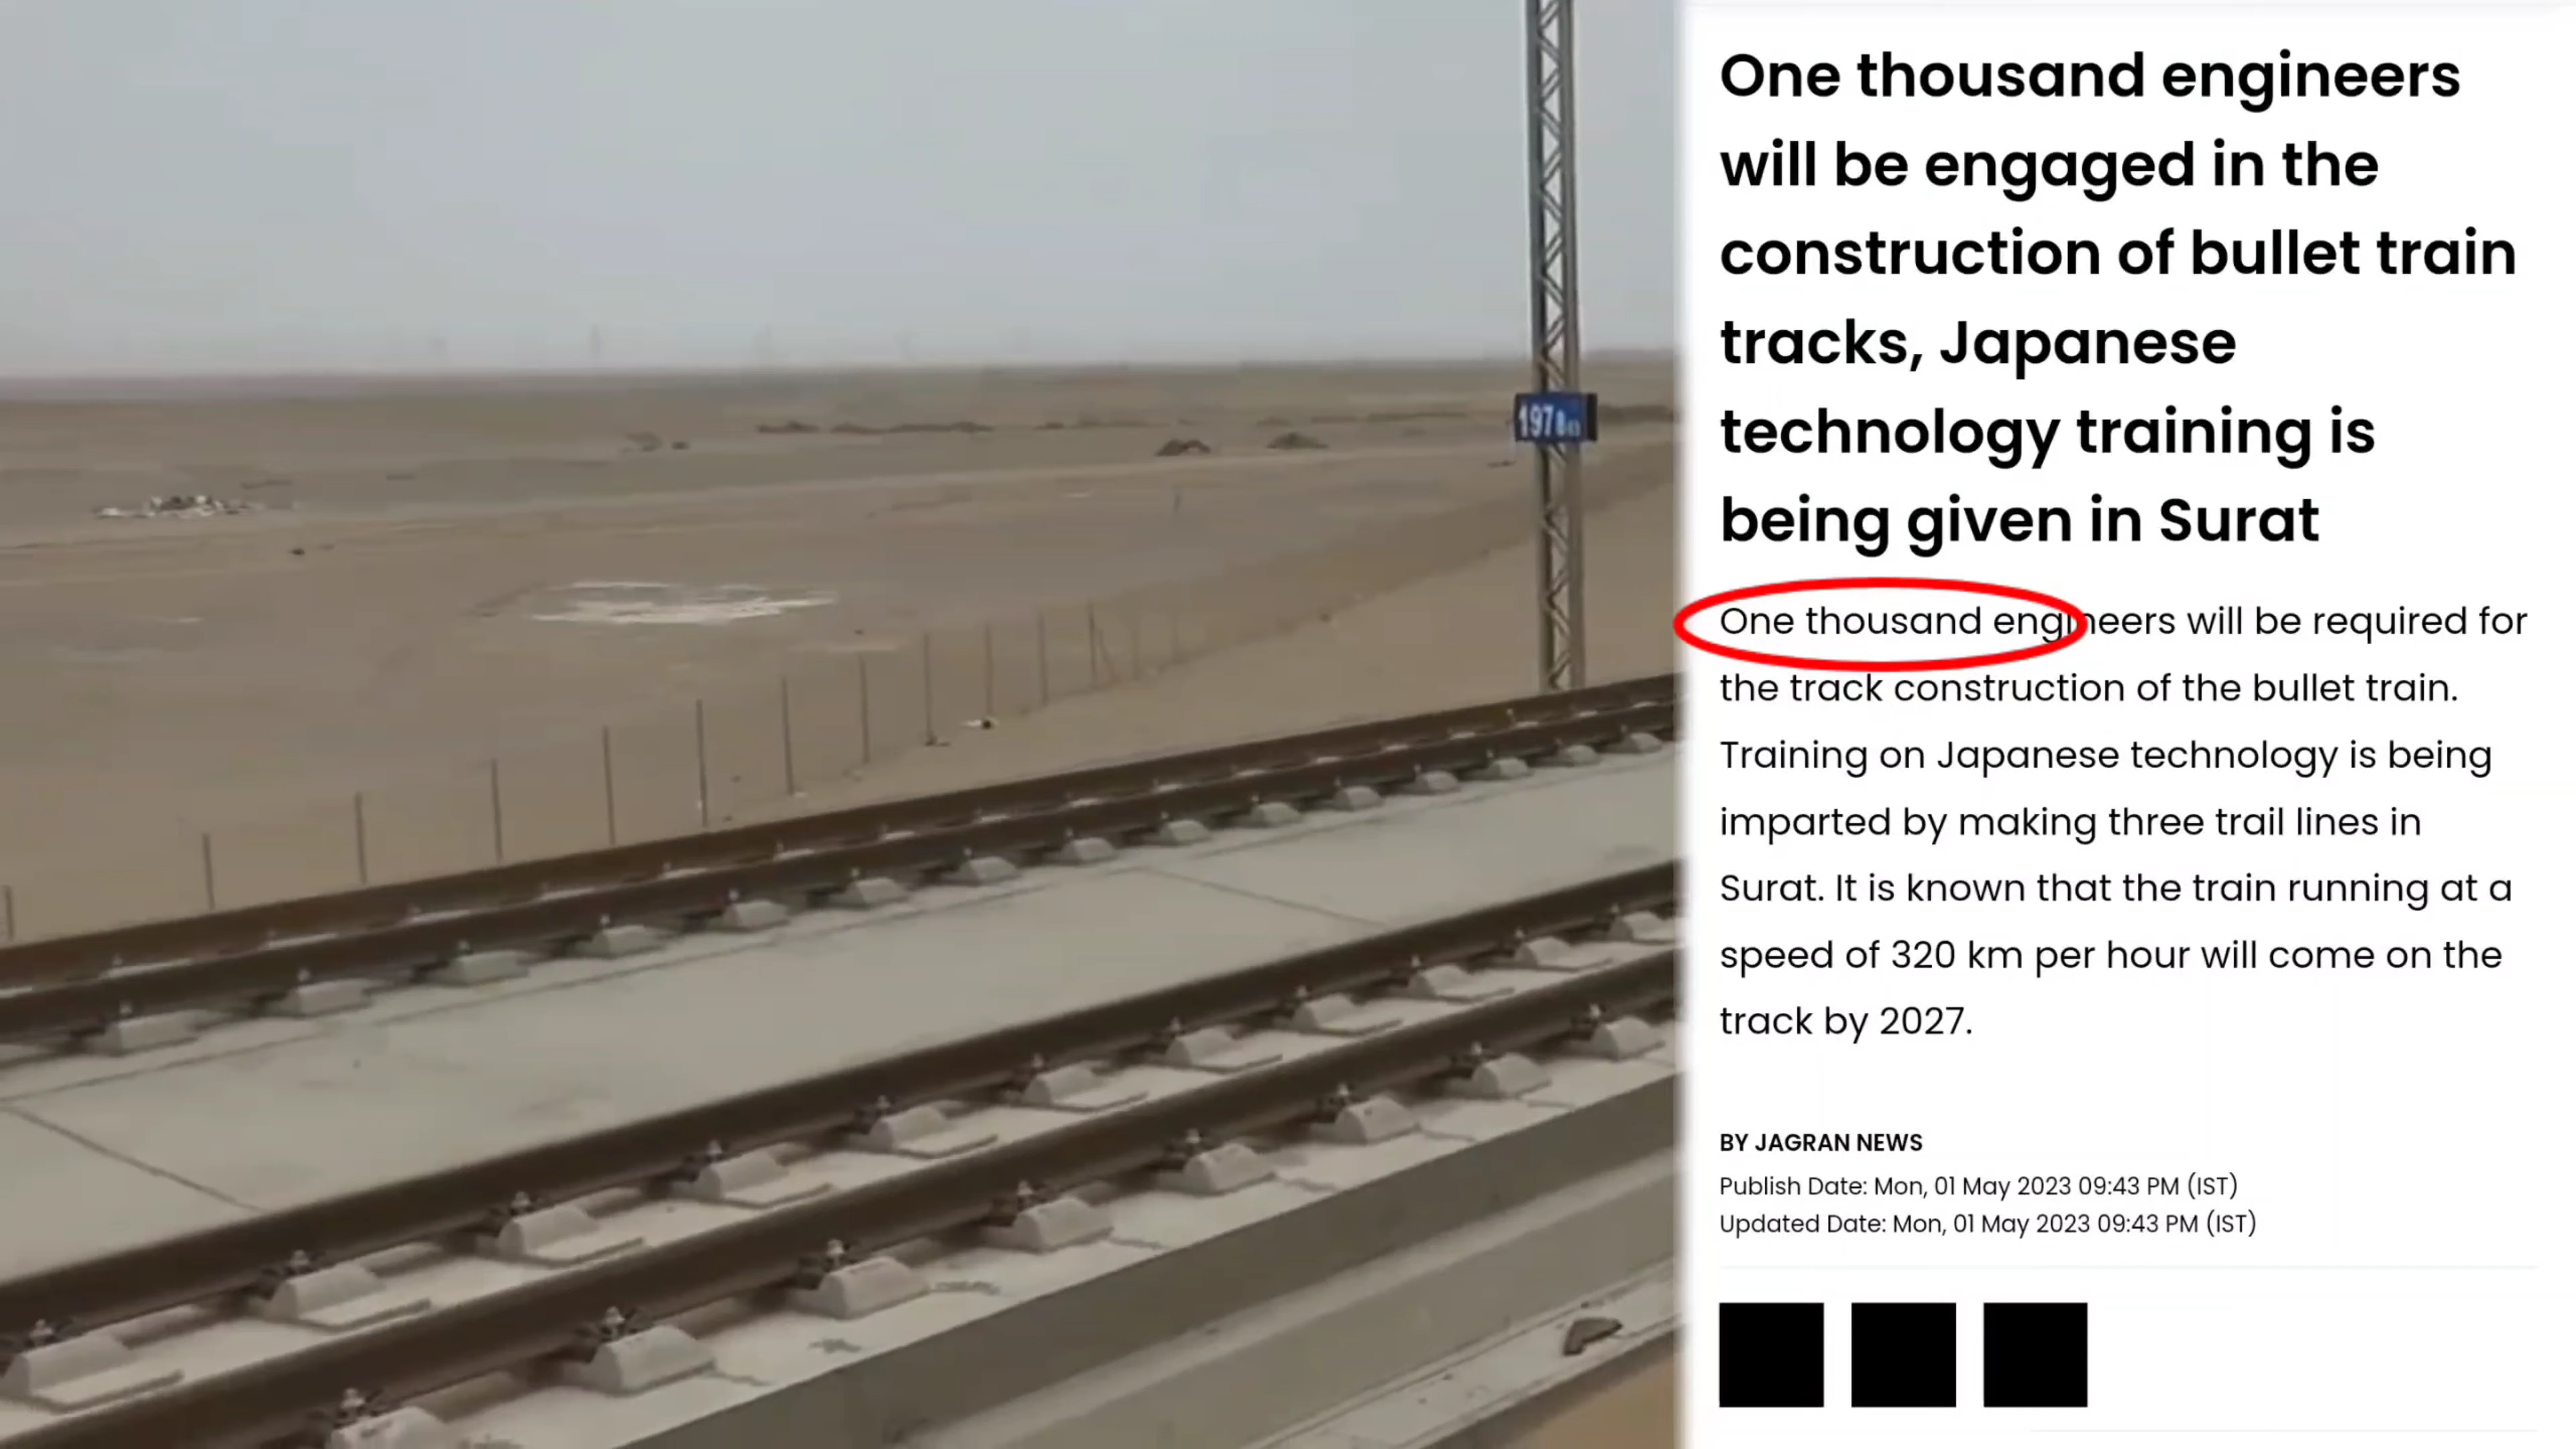 1978
One thousand engineers
will be engaged in the
construction of bullet train
tracks, Japanese
technology training is
being given in Surat
One thousand engineers will be required for
the track construction of the bullet train.
Training on Japanese technology is being
imparted by making three trail lines in
Surat. It is known that the train running at a
speed of 320 km per hour will come on the
track by 2027.
BY JAGRAN NEWS
Publish Date: Mon, 01 May 2023 09:43 PM (IST)
Updated Date: Mon, 01 May 2023 09:43 PM (IST)